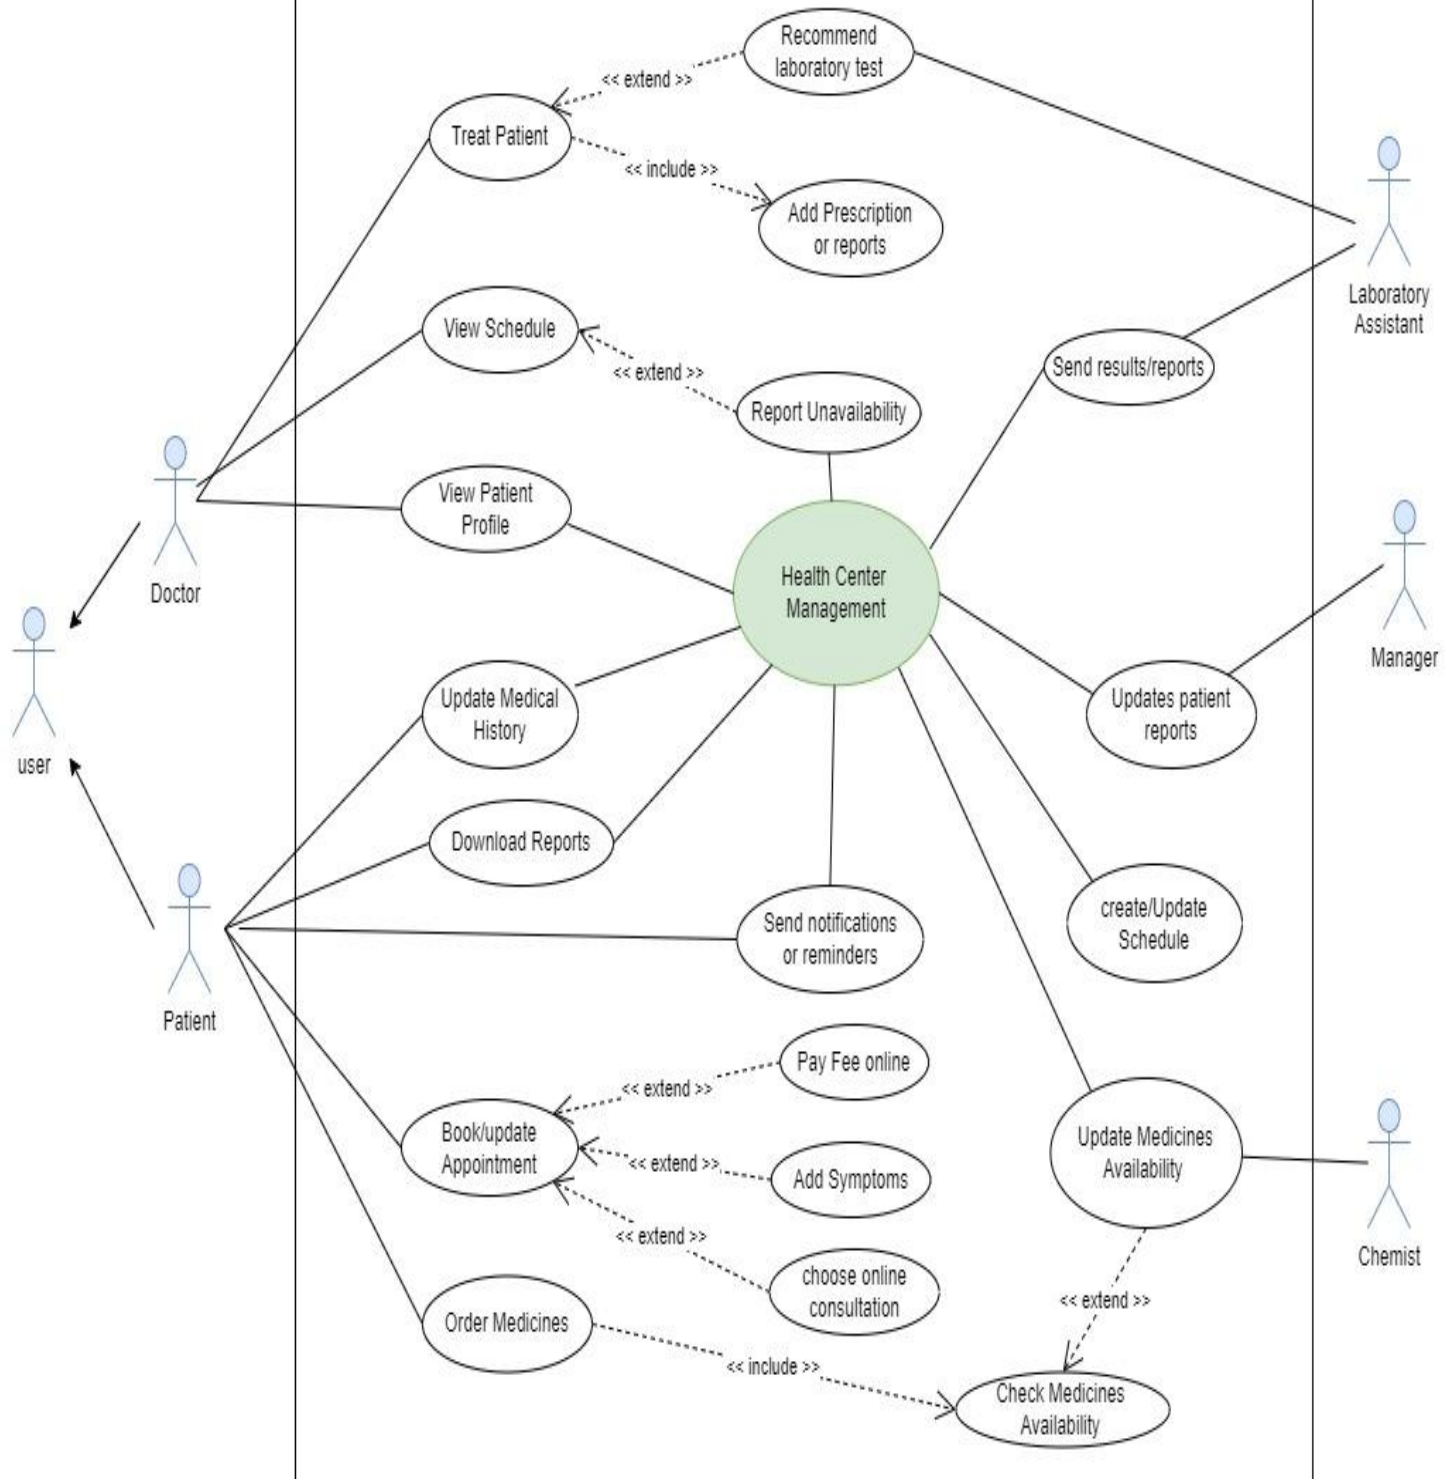 Recommend
laboratory test
<< extend >>
Treat Patient
<< include >>
Add Prescription
or reports
Laboratory
Assistant
View Schedule
<< extend >>
Send results/reports
Report Unavailability
View Patient
Profile
Doctor
Health Center
Management
Manager
Update Medical
History
Updates patient
reports
user
Download Reports
create/Update
Schedule
Send notifications
or reminders
Patient
Pay Fee online
<< extend >>
Book/update
Appointment
<< extend >>
Add Symptoms
Update Medicines
Availability
<< extend >>
choose online
consultation
Chemist
<< extend >>
Order Medicines
<< include >>
Check Medicines
Availability